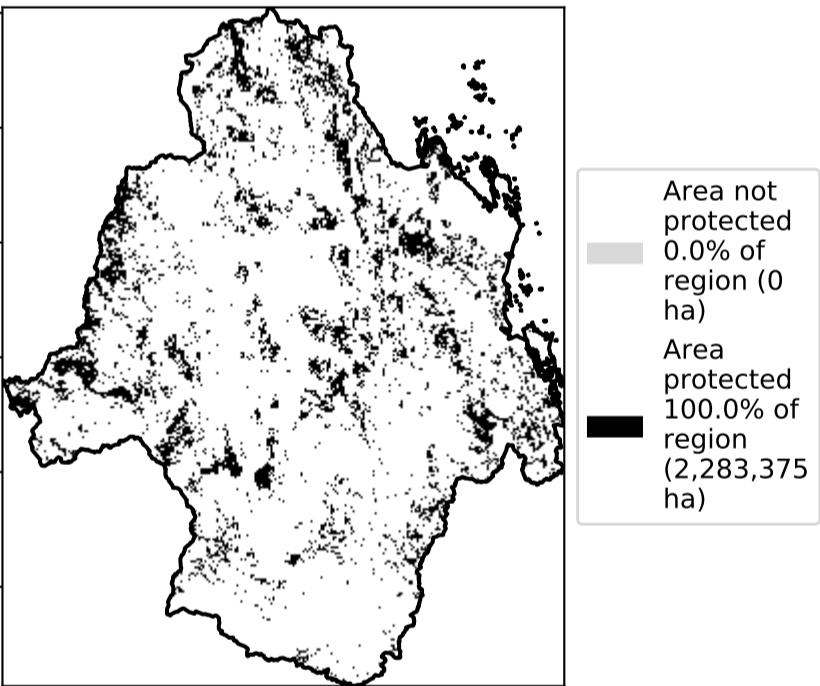 Area not
protected
0.0% of
region (0
ha)
Area
protected
100.0% of
region
(2,283,375
ha)